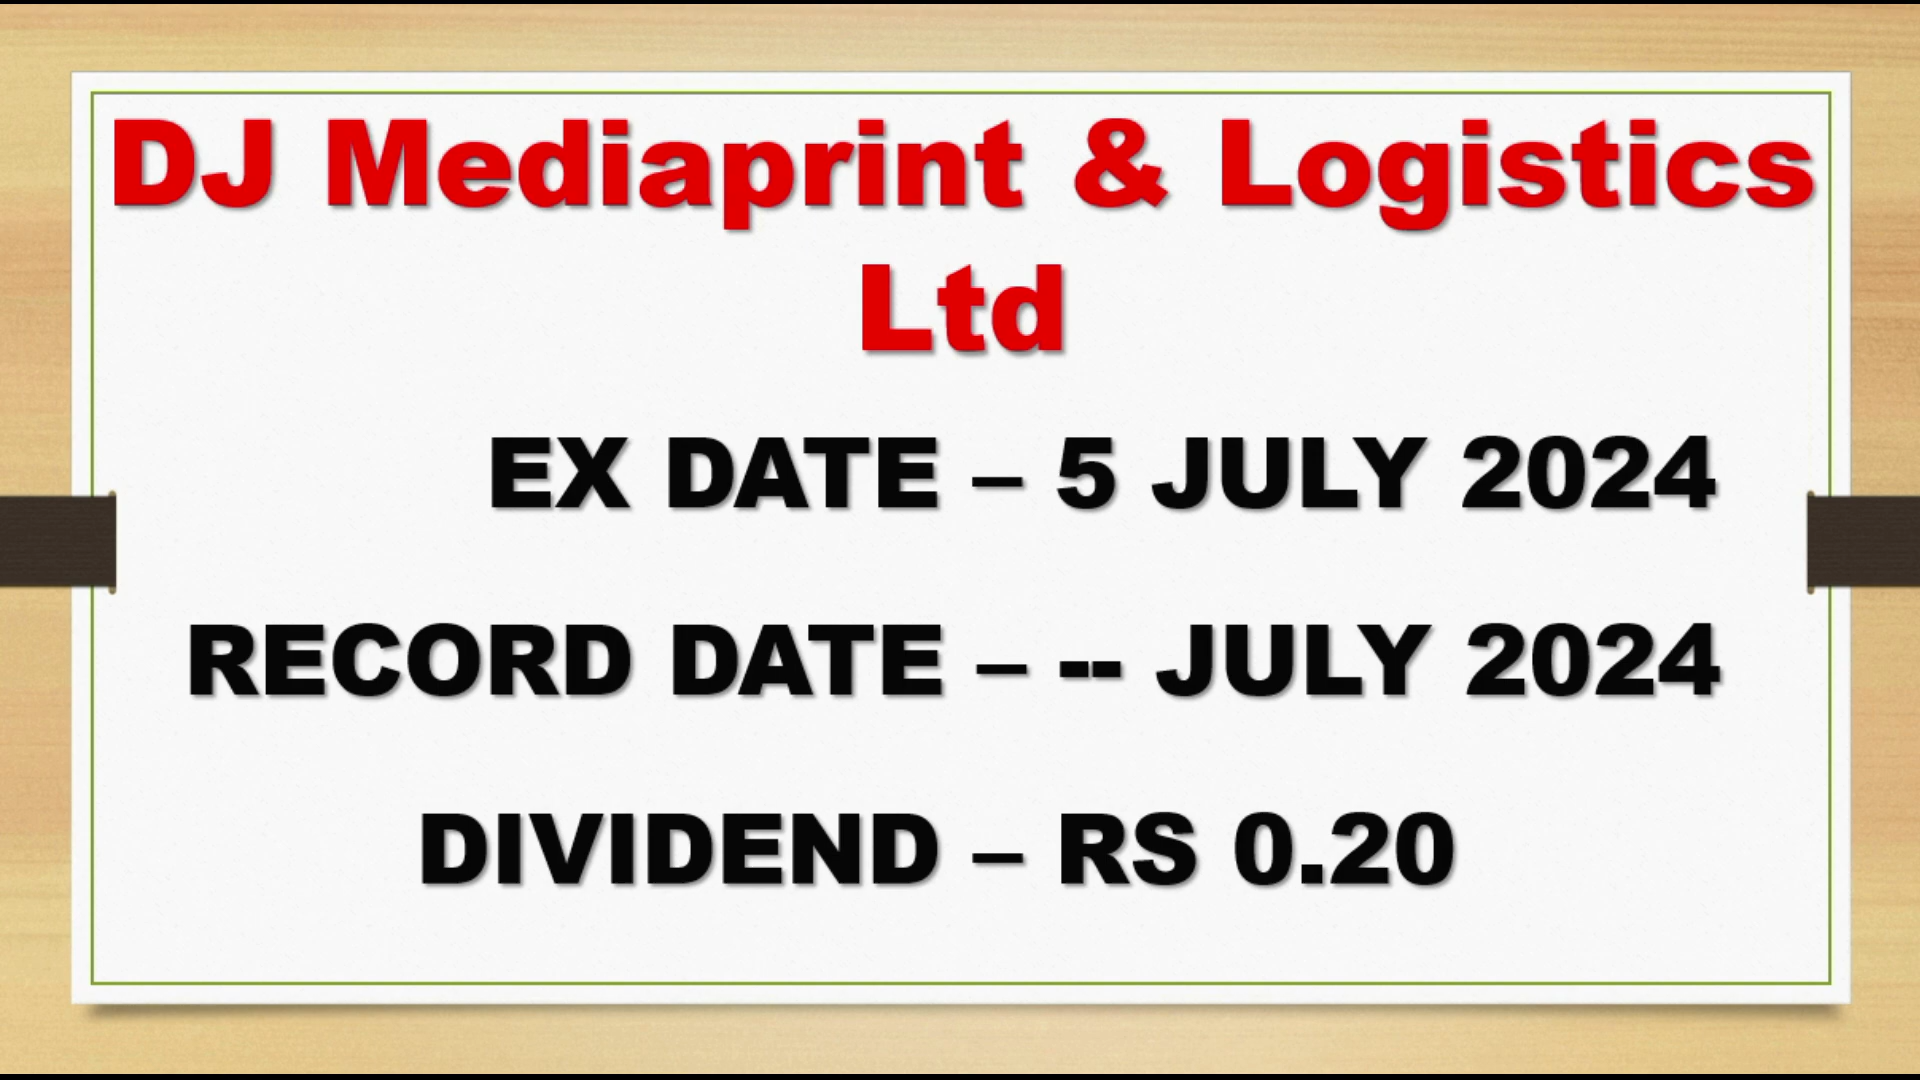 DJ Mediaprint & Logistics
Ltd
EX DATE – 5 JULY 2024
RECORD DATE – -- JULY 2024
DIVIDEND – RS 0.20